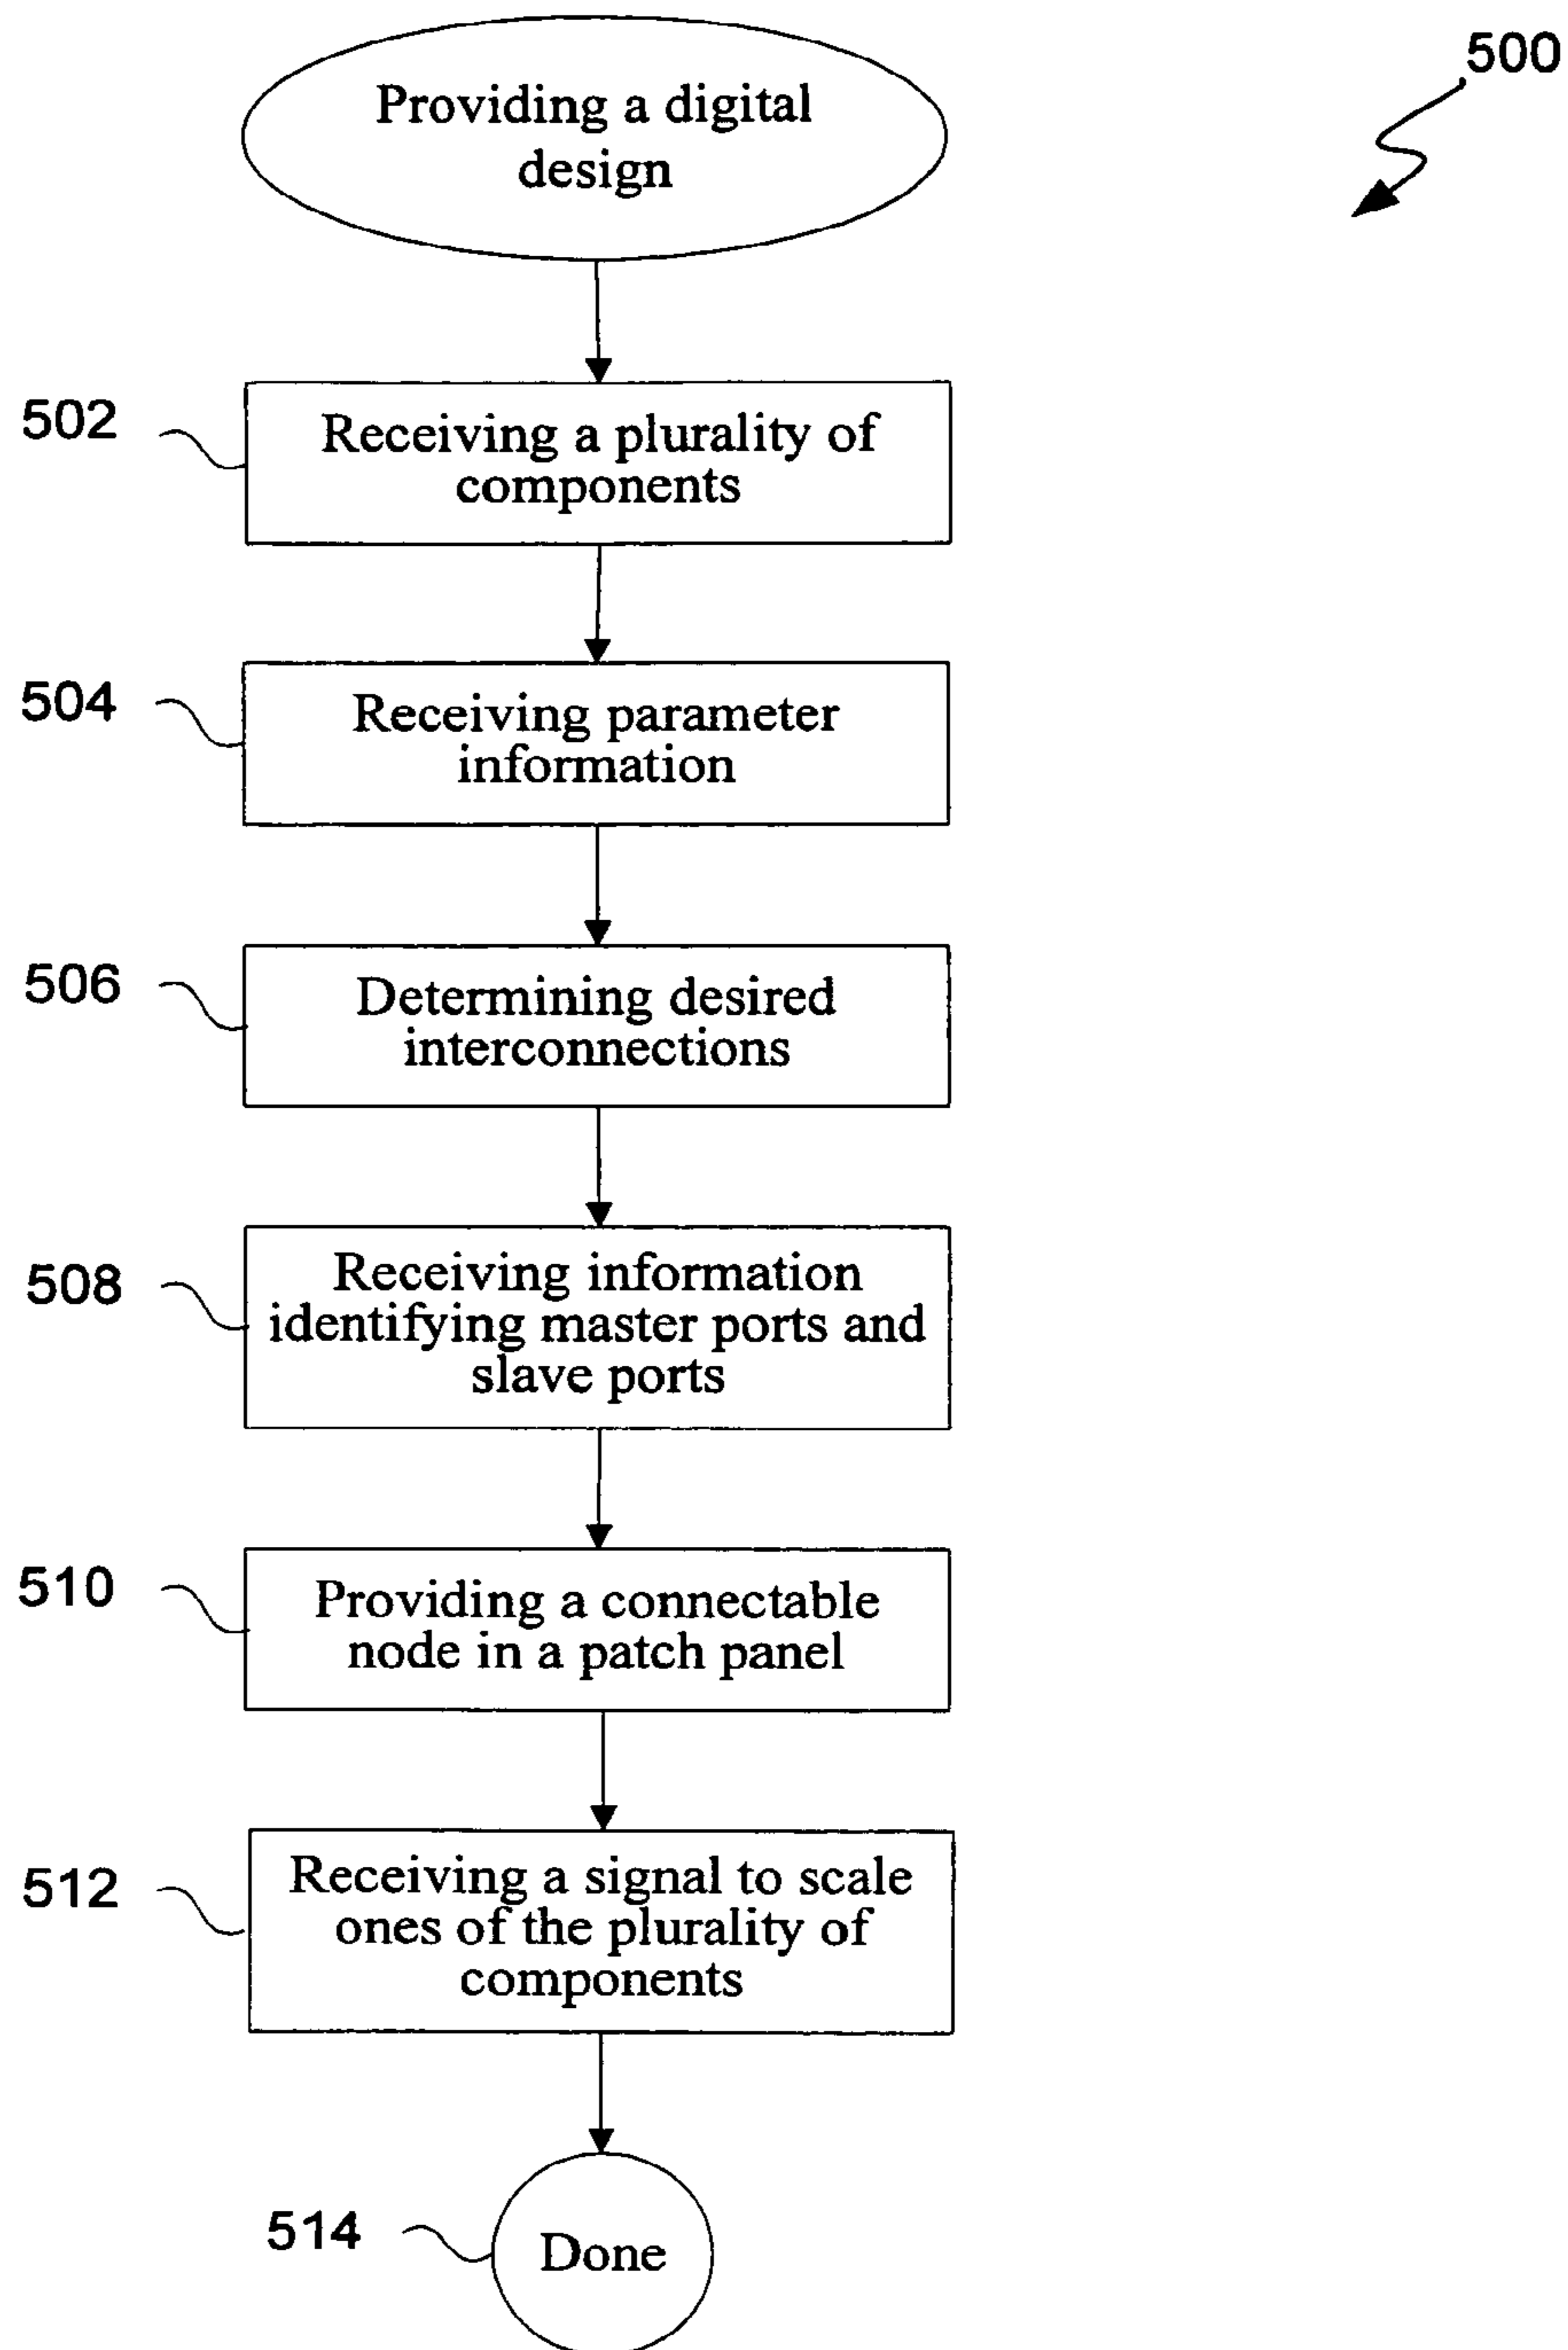 500
Providing a digital
design
502
Receiving a plurality of
components
504
Receiving parameter
information
506
Determining desired
interconnections
508
Receiving information
identifying master ports and
slave ports
510
Providing a connectable
node in a patch panel
512
Receiving a signal to scale
ones of the plurality of
components
514
Done